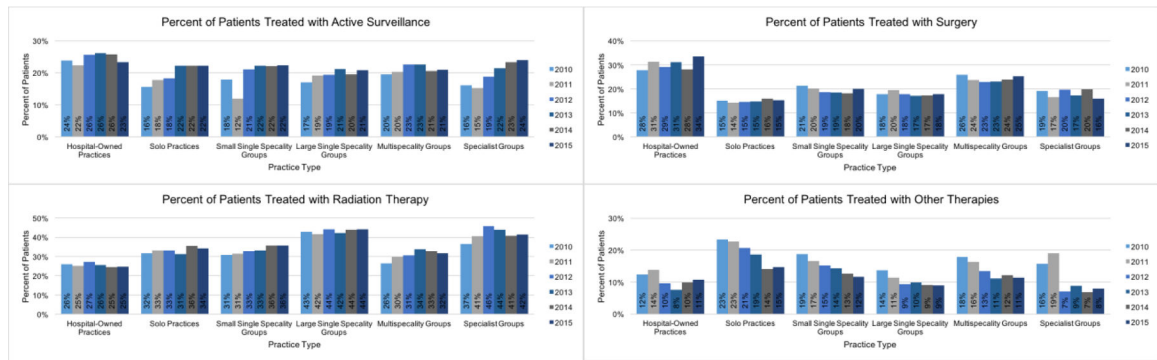 Percent of Patients Treated with Active Surveillance
Percent of Patients
30%
20%
10%
0%
24% 22% 26% 26% 26% 23%
16% 18% 18% 22% 22% 22%
18% 12% 21% 22% 22% 22%
17% 19% 19% 21% 20% 21%
20% 20% 23% 23% 21% 21%
16% 15% 19% 22% 23% 24%
Hospital-Owned
Practices
Solo Practices
Small Single Speciality
Groups
Large Single Speciality
Groups
Multispecality Groups
Specialist Groups
Practice Type
2010
2011
2012
2013
2014
2015
Percent of Patients Treated with Surgery
Percent of Patients
40%
30%
20%
10%
0%
28% 31% 29% 31% 28% 34%
15% 14% 15% 15% 16% 15%
21% 20% 19% 19% 18% 20%
18% 20% 18% 17% 17% 18%
26% 24% 23% 23% 24% 25%
19% 17% 20% 17% 20% 16%
Hospital-Owned
Practices
Solo Practices
Small Single Specality
Groups
Large Single Specality
Groups
Multispecality Groups
Specialist Groups
Practice Type
2010
2011
2012
2013
2014
2015
Percent of Patients Treated with Radiation Therapy
Percent of Patients
50%
40%
30%
20%
10%
0%
26% 25% 27% 26% 25% 25%
32% 33% 33% 31% 36% 34%
31% 31% 33% 33% 36% 36%
43% 42% 44% 42% 44% 44%
26% 30% 31% 34% 33% 32%
37% 41% 46% 44% 41% 42%
Hospital-Owned
Practices
Solo Practices
Small Single Specality
Groups
Large Single Specality
Groups
Multispecality Groups
Specialist Groups
Practice Type
2010
2011
2012
2013
2014
2015
Percent of Patients Treated with Other Therapies
Percent of Patients
30%
20%
10%
0%
12% 14% 10% 8% 10% 11%
23% 23% 21% 19% 14% 15%
19% 17% 15% 14% 13% 12%
14% 11% 9% 10% 9% 9%
18% 16% 13% 11% 12% 11%
16% 19% 7% 9% 7% 8%
Hospital-Owned
Practices
Solo Practices
Small Single Specality
Groups
Large Single Specality
Groups
Multispecality Groups
Specialist Groups
Practice Type
2010
2011
2012
2013
2014
2015